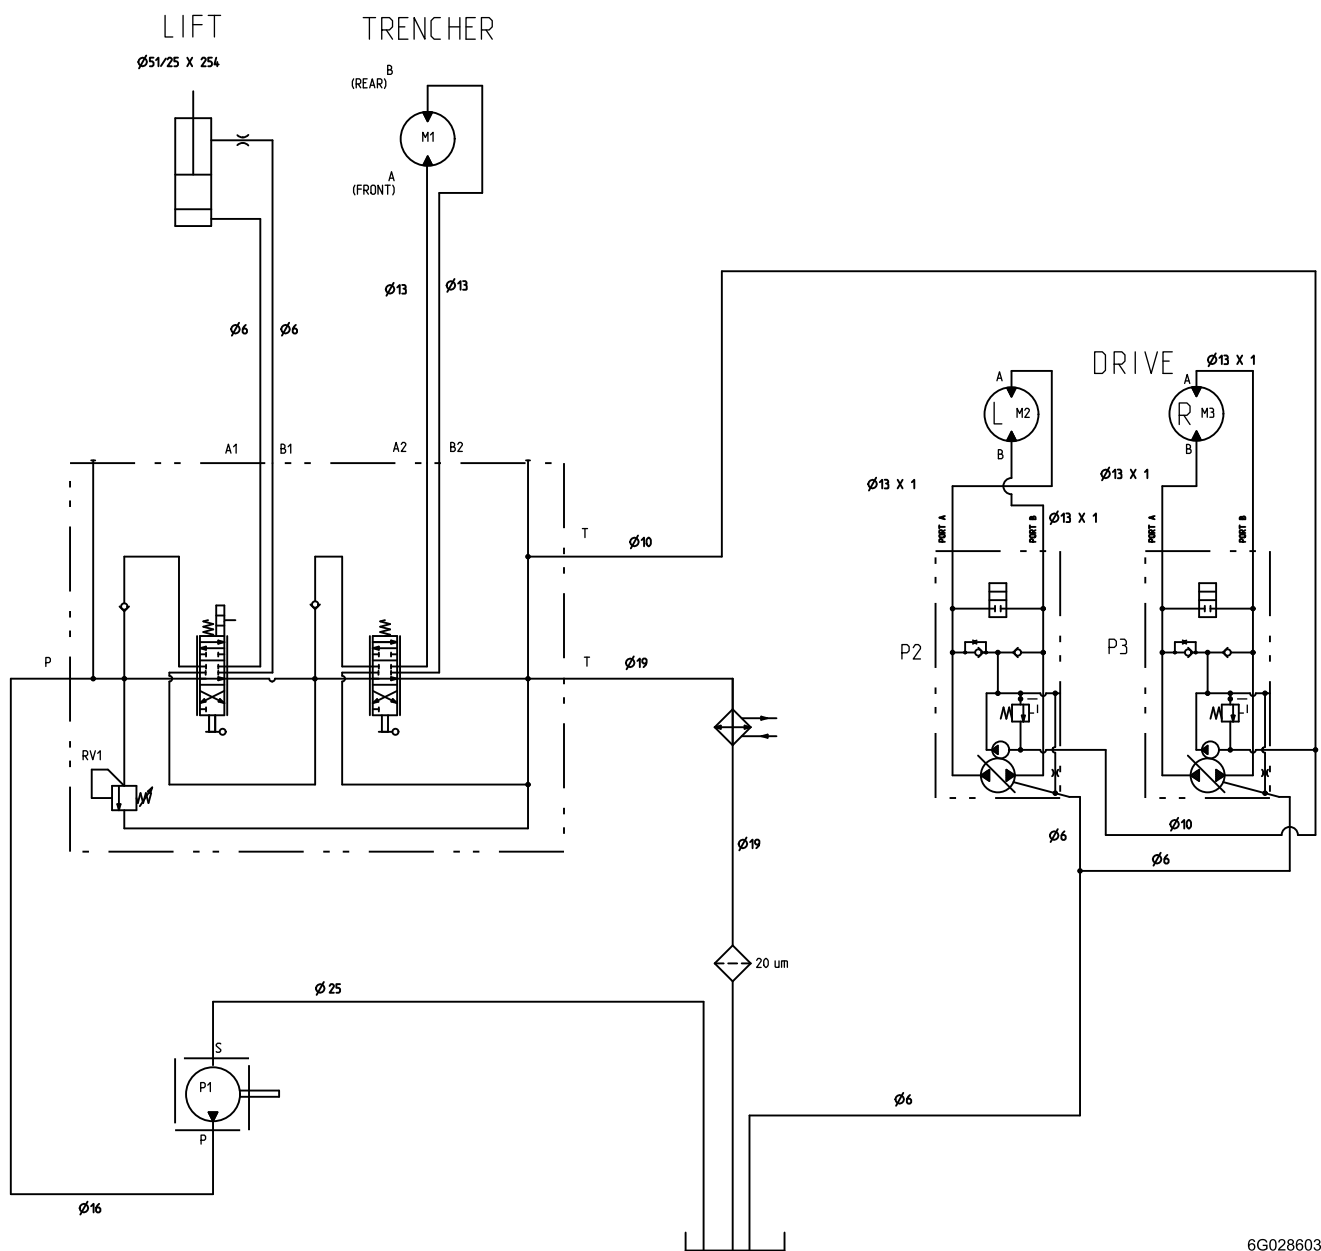 LIFT
TRENCHER
Ø51/25 X 254
B
(REAR)
M1
A
(FRONT)
Ø13
Ø13
Ø6
Ø6
DRIVE
Ø13 X 1
A
A
L
M2
R
M3
B
B
A1
B1
A2
B2
Ø13 X 1
Ø13 X 1
PORT A
PORT B
Ø13 X 1
PORT A
PORT B
T
Ø10
P
T
Ø19
P2
P3
RV1
Ø6
Ø10
Ø19
Ø6
20 um
Ø25
S
P1
P
Ø6
Ø16
6G028603